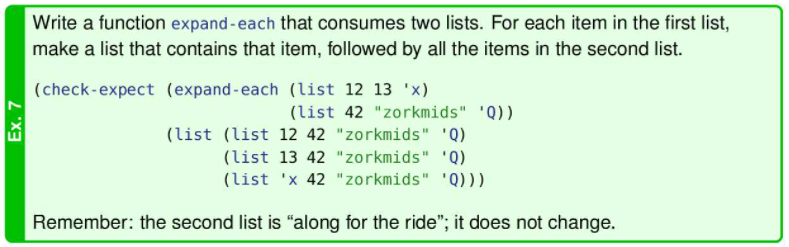 Ex. 7
Write a function expand-each that consumes two lists. For each item in the first list,
make a list that contains that item, followed by all the items in the second list.
(check-expect (expand-each (list 12 13 'x)
(list 42 "zorkmids" 'Q))
(list (list 12 42 "zorkmids" 'Q)
(list 13 42 "zorkmids" 'Q)
(list 'x 42 "zorkmids" 'Q)))
Remember: the second list is “along for the ride”; it does not change.